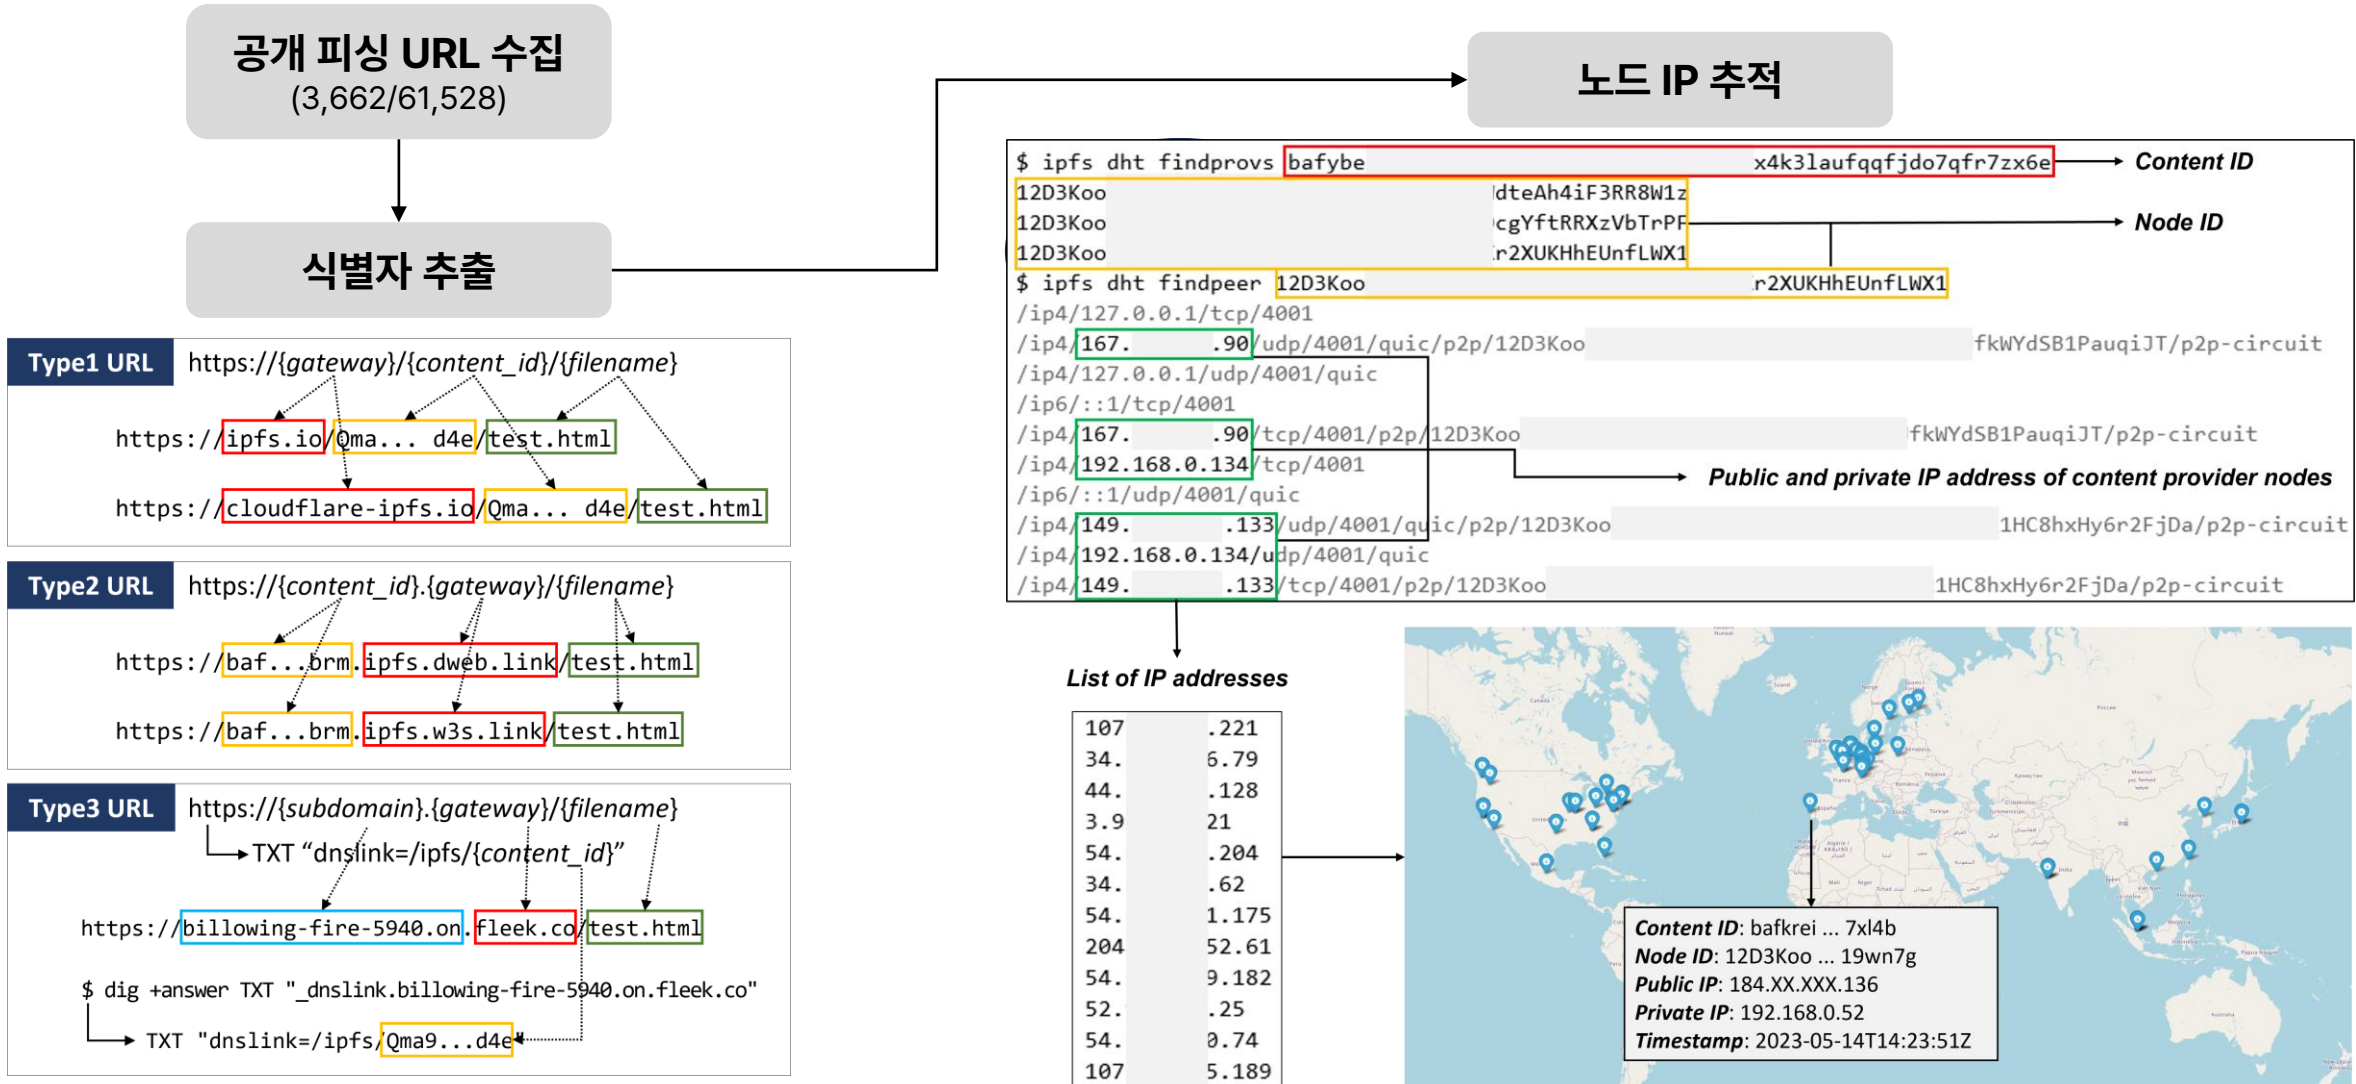 공개 피싱 URL 수집
(3,662/61,528)
식별자 추출
Type1 URL
https://{gateway}/{content_id}/{filename}
https://ipfs.io/Qma... d4e/test.html
https://cloudflare-ipfs.io/Qma... d4e/test.html
Type2 URL
https://{content_id}.{gateway}/{filename}
https://baf...brm.ipfs.dweb.link/test.html
https://baf...brm.ipfs.w3s.link/test.html
Type3 URL
https://{subdomain}.{gateway}/{filename}
TXT “dnslink=/ipfs/{content_id}”
https://billowing-fire-5940.on.fleek.co/test.html
$ dig +answer TXT "_dnslink.billowing-fire-5940.on.fleek.co"
TXT "dnslink=/ipfs/Qma9...d4e"
노드 IP 추적
$ ipfs dht findprovs bafybe x4k3laufqqfjdo7qfr7zx6e
Content ID
12D3Koo dteAh4iF3RR8W1z
12D3Koo cgYftRRXzVbTrPF
Node ID
12D3Koo r2XUKHhEUnfLWX1
$ ipfs dht findpeer 12D3Koo r2XUKHhEUnfLWX1
/ip4/127.0.0.1/tcp/4001
/ip4/167. .90/udp/4001/quic/p2p/12D3Koo fkWYdSB1PauqiJT/p2p-circuit
/ip4/127.0.0.1/udp/4001/quic
/ip6/::1/tcp/4001
/ip4/167. .90/tcp/4001/p2p/12D3Koo fkWYdSB1PauqiJT/p2p-circuit
/ip4/192.168.0.134/tcp/4001
Public and private IP address of content provider nodes
/ip6/::1/udp/4001/quic
/ip4/149. .133/udp/4001/quic/p2p/12D3Koo 1HC8hxHy6r2FjDa/p2p-circuit
/ip4/192.168.0.134/udp/4001/quic
/ip4/149. .133/tcp/4001/p2p/12D3Koo 1HC8hxHy6r2FjDa/p2p-circuit
List of IP addresses
107 .221
34. 6.79
44. .128
3.9 21
54. .204
34. .62
54. 1.175
204 52.61
54. 9.182
52. .25
54. 0.74
107 5.189
Content ID: bafkrei ... 7xl4b
Node ID: 12D3Koo ... 19wn7g
Public IP: 184.XX.XXX.136
Private IP: 192.168.0.52
Timestamp: 2023-05-14T14:23:51Z